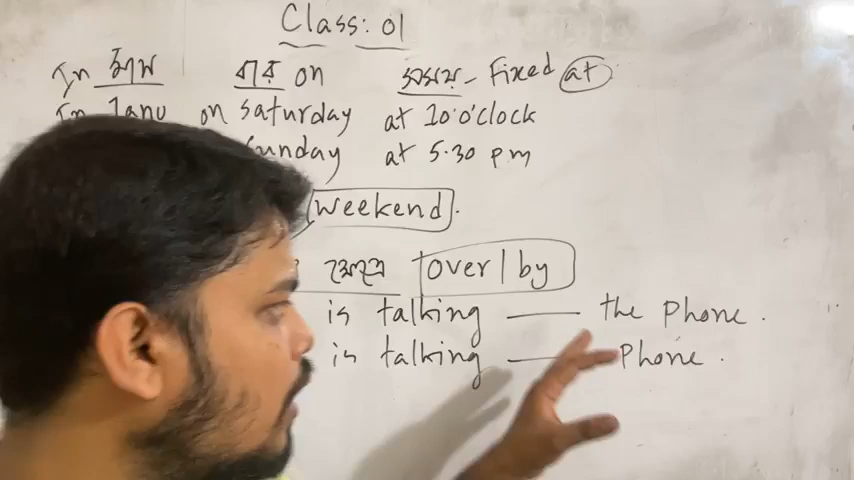 Class: 01
In মাস বার on সময় - Fixed at
In Janu on saturday at 10 o'clock
sunday at 5.30 pm
weekend.
over / by
is talking —— the Phone.
is talking —— Phone.